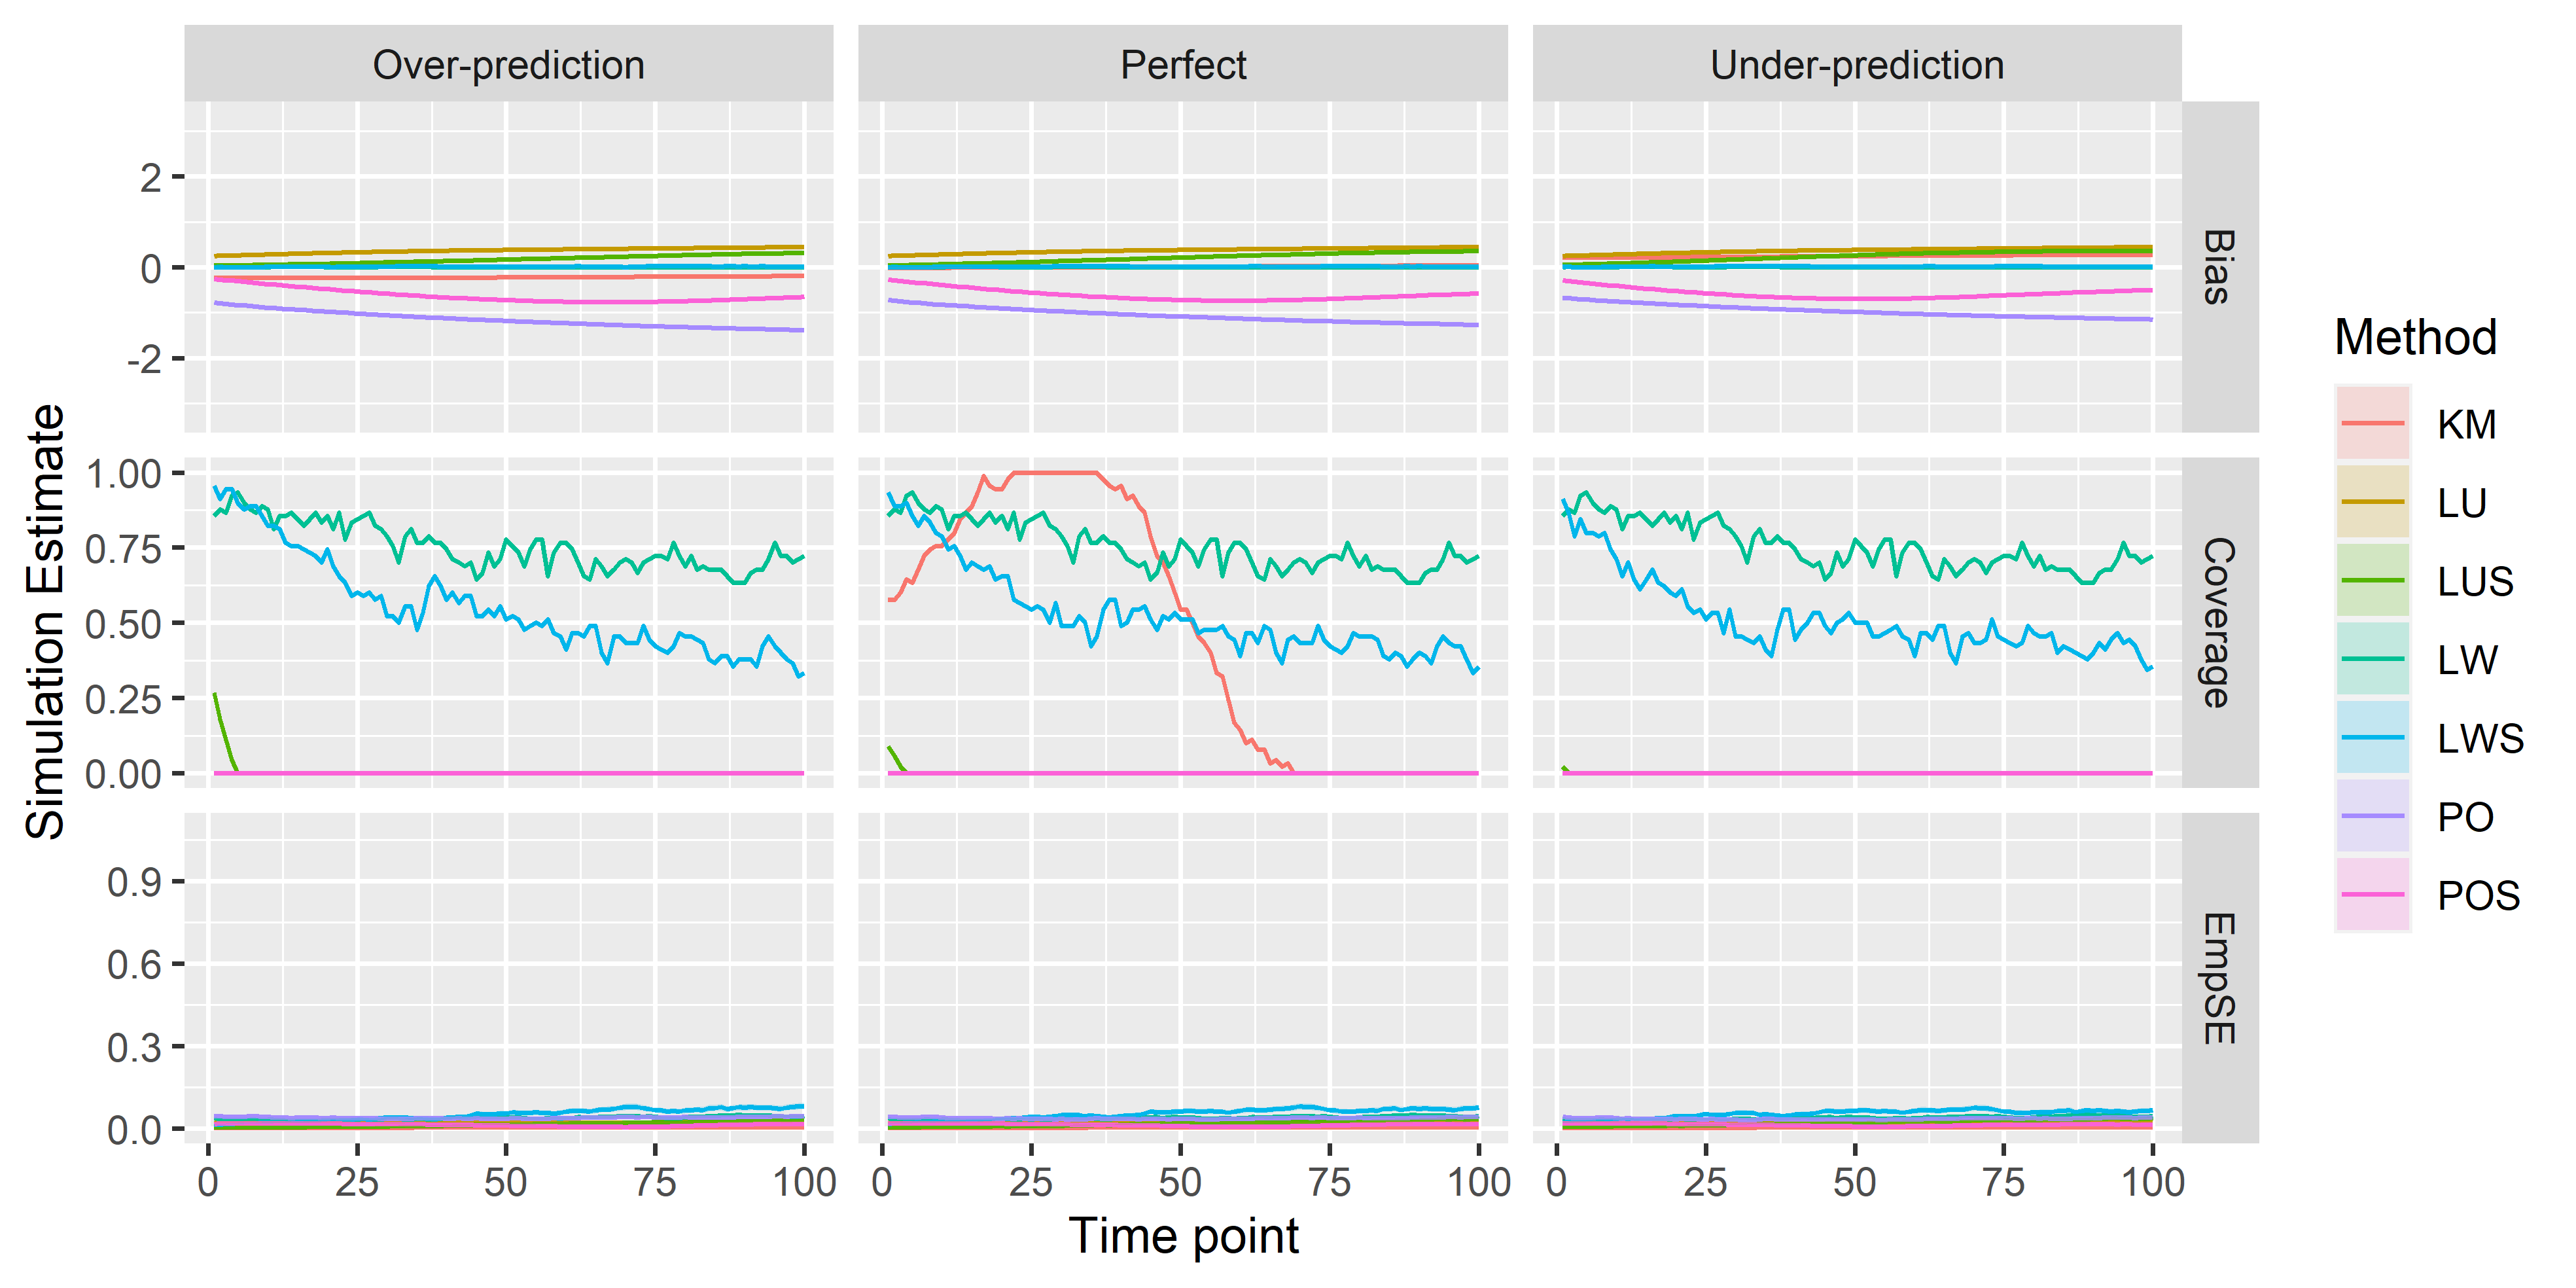 Over-prediction
Perfect
Under-prediction
2
0
-2
Bias
1.00
0.75
0.50
0.25
0.00
Coverage
0.9
0.6
0.3
0.0
EmpSE
0 25 50 75 100
0 25 50 75 100
0 25 50 75 100
Time point
Simulation Estimate
Method
KM
LU
LUS
LW
LWS
PO
POS